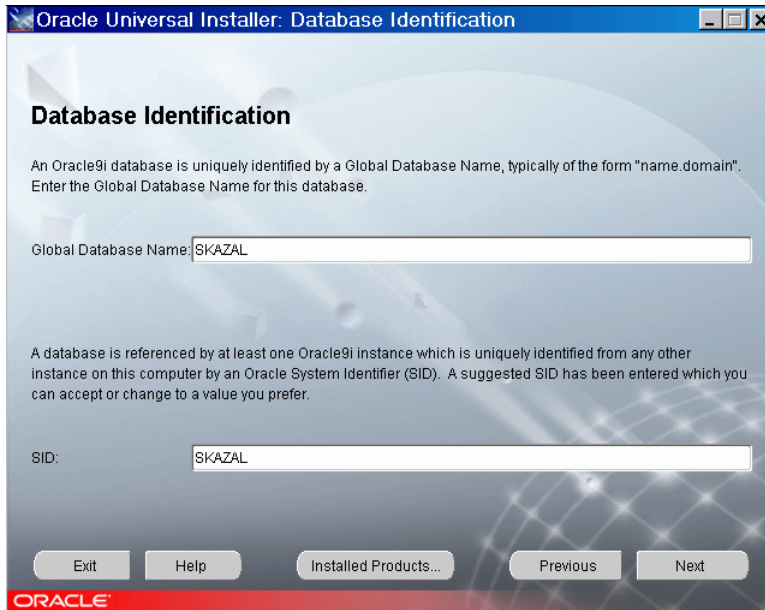 Oracle Universal Installer: Database Identification
Database Identification
An Oracle9i database is uniquely identified by a Global Database Name, typically of the form "name.domain".
Enter the Global Database Name for this database.
Global Database Name: SKAZAL
A database is referenced by at least one Oracle9i instance which is uniquely identified from any other
instance on this computer by an Oracle System Identifier (SID). A suggested SID has been entered which you
can accept or change to a value you prefer.
SID: SKAZAL
Exit Help Installed Products... Previous Next
ORACLE